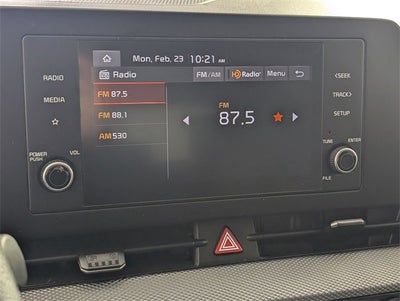 Mon, Feb. 23 10:21 AM
RADIO
MEDIA
Radio
FM/AM
HD Radio
Menu
FM 87.5
FM 88.1
AM 530
FM
87.5
<SEEK
TRACK>
SETUP
POWER
PUSH
VOL
TUNE
ENTER
FILE